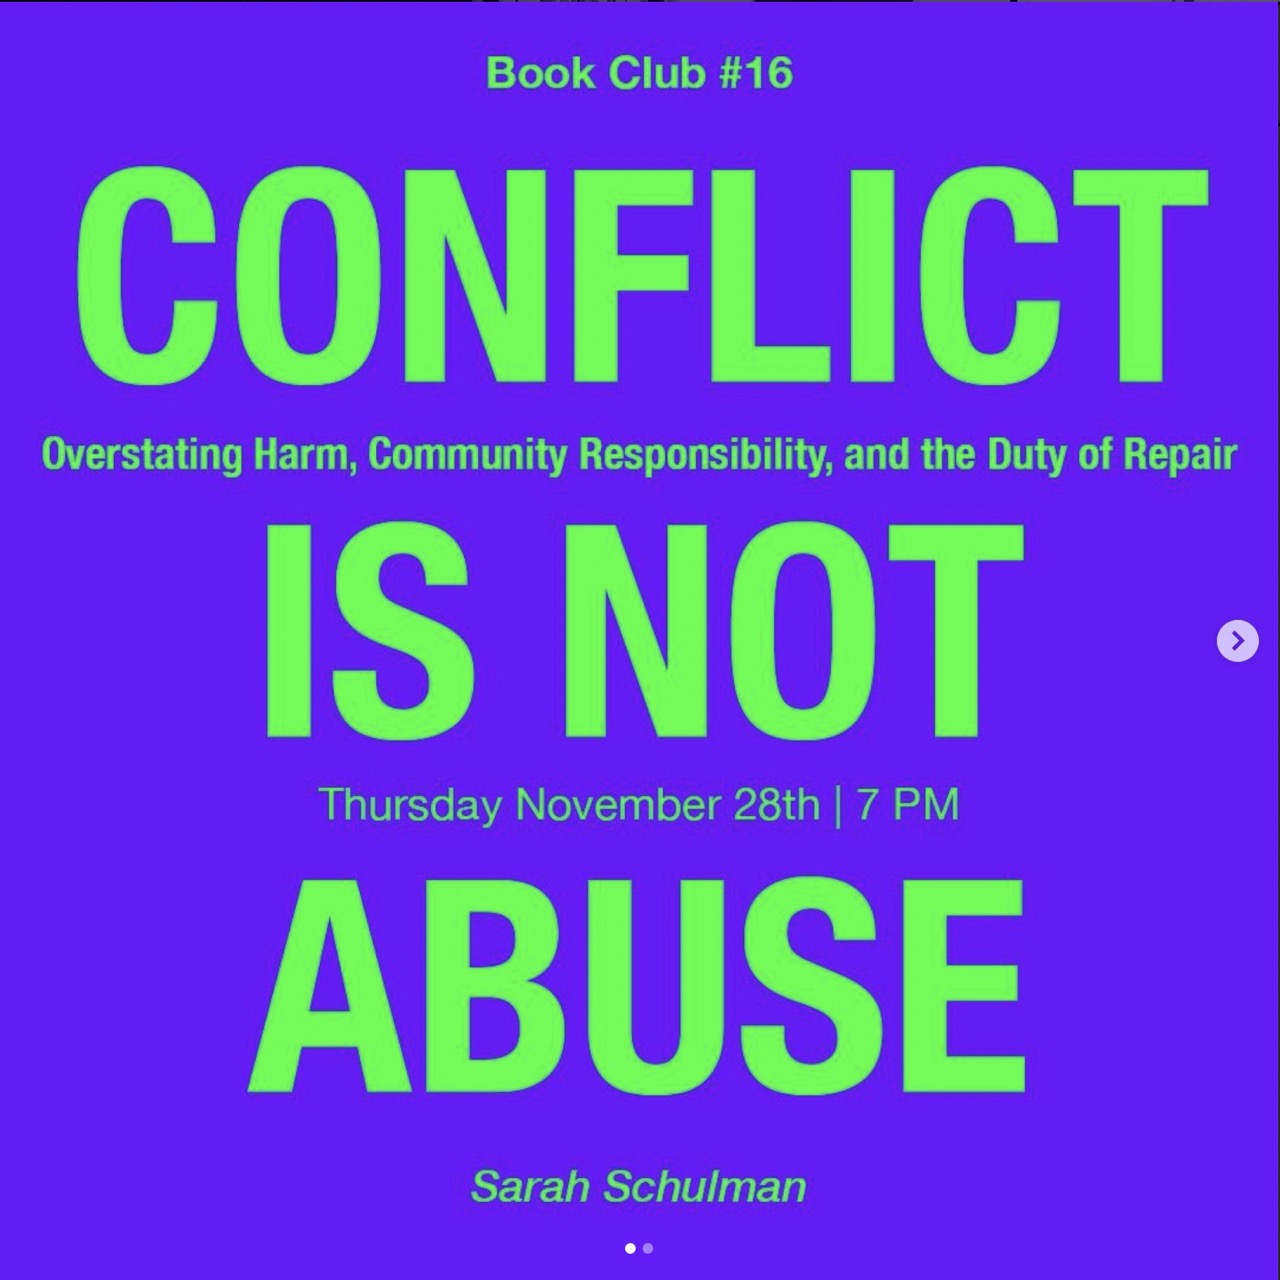 Book Club #16
CONFLICT
Overstating Harm, Community Responsibility, and the Duty of Repair
IS NOT
Thursday November 28th | 7 PM
ABUSE
Sarah Schulman